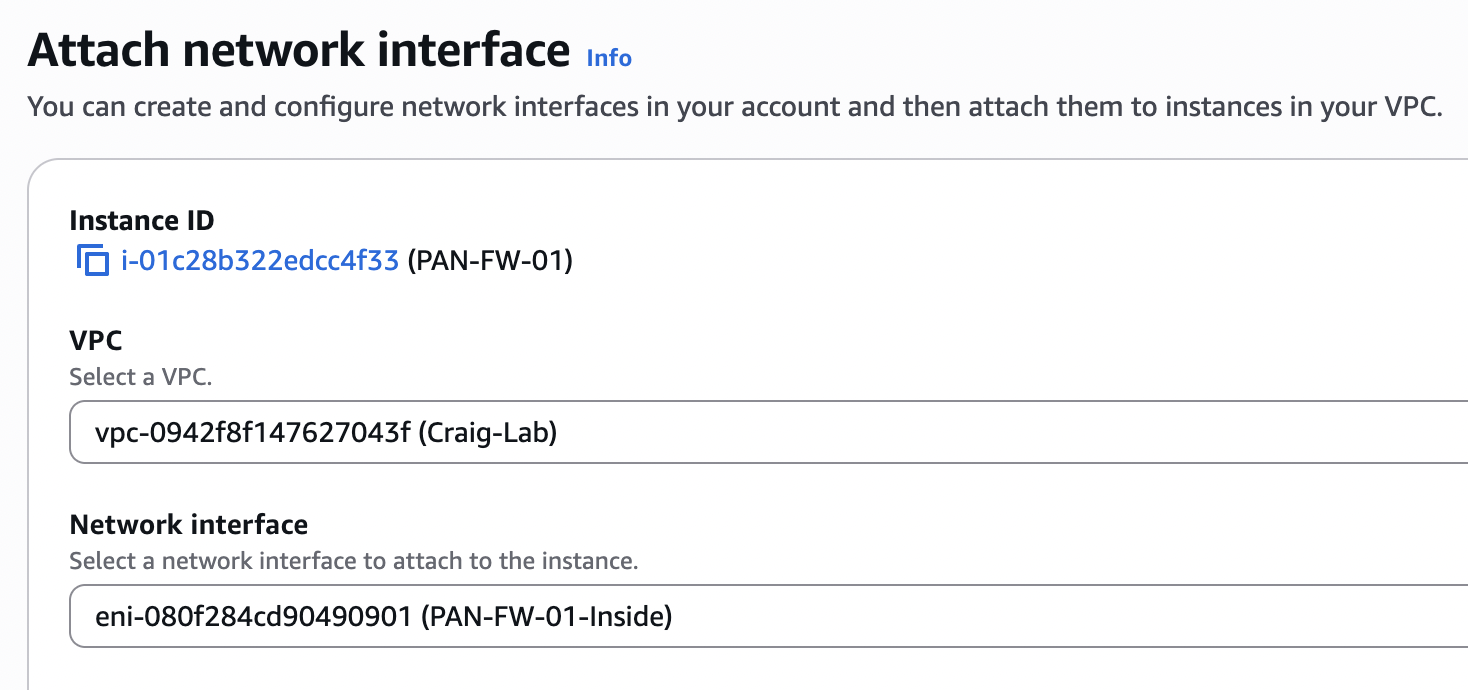 Attach network interface Info
You can create and configure network interfaces in your account and then attach them to instances in your VPC.
Instance ID
i-01c28b322edcc4f33 (PAN-FW-01)
VPC
Select a VPC.
vpc-0942f8f147627043f (Craig-Lab)
Network interface
Select a network interface to attach to the instance.
eni-080f284cd90490901 (PAN-FW-01-Inside)